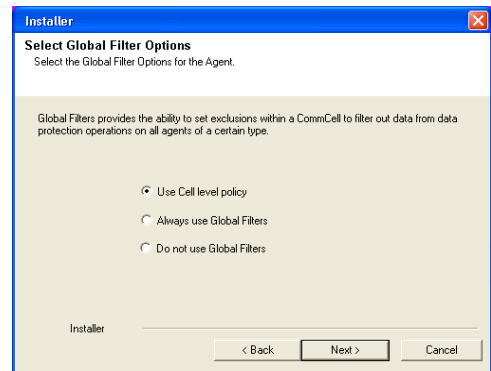 Installer
Select Global Filter Options
Select the Global Filter Options for the Agent.
Global Filters provides the ability to set exclusions within a CommCell to filter out data from data
protection operations on all agents of a certain type.
Use Cell level policy
Always use Global Filters
Do not use Global Filters
Installer
< Back
Next >
Cancel